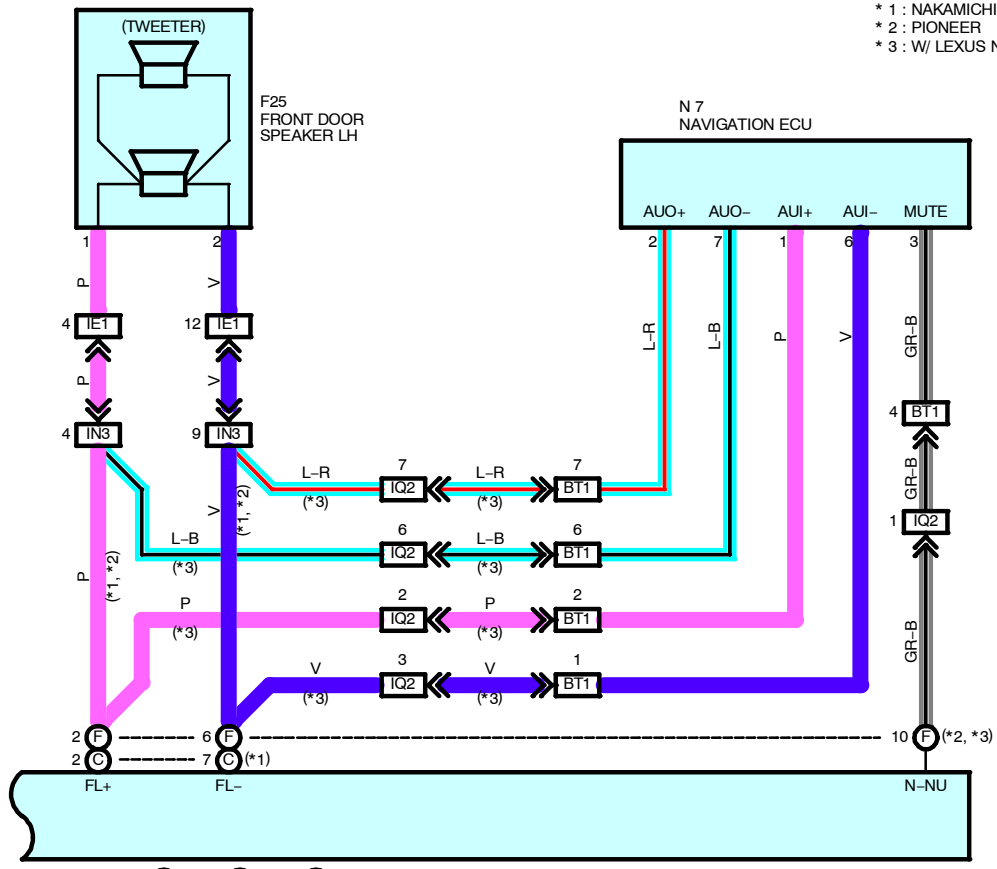 * 1 : NAKAMICHI
* 2 : PIONEER
* 3 : W/ LEXUS N
(TWEETER)
F25
FRONT DOOR
SPEAKER LH
N 7
NAVIGATION ECU
AUO+ AUO− AUI+ AUI− MUTE
1 2
2 7 1 6 3
P V
L−R L−B P V GR−B
4 IE1 12 IE1
P V
4 BT1
4 IN3 9 IN3
GR−B
7 7
L−R IQ2 L−R BT1
(*3) (*3)
V (*1, *2)
1 IQ2
6 6
L−B IQ2 L−B BT1
(*3) (*3)
P (*1, *2)
2 2
P IQ2 P BT1
(*3) (*3)
GR−B
3 1
V IQ2 V BT1
(*3) (*3)
2 F 6 F 10 F (*2, *3)
2 C 7 C (*1)
FL+ FL− N−NU